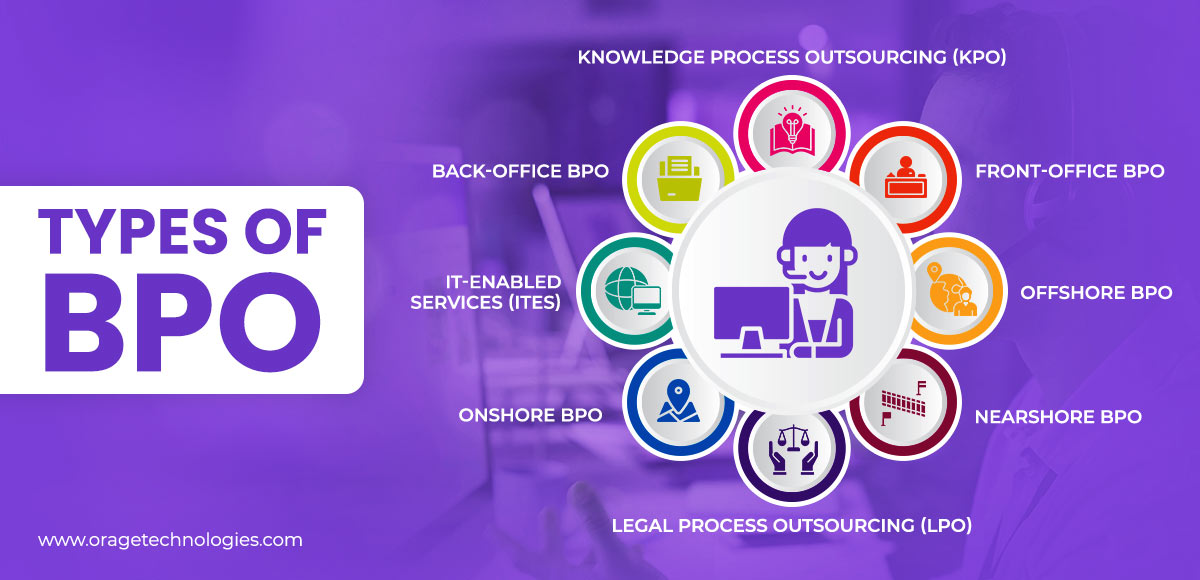 TYPES OF
BPO
KNOWLEDGE PROCESS OUTSOURCING (KPO)
BACK-OFFICE BPO
FRONT-OFFICE BPO
IT-ENABLED
SERVICES (ITES)
OFFSHORE BPO
ONSHORE BPO
NEARSHORE BPO
LEGAL PROCESS OUTSOURCING (LPO)
www.oragetechnologies.com